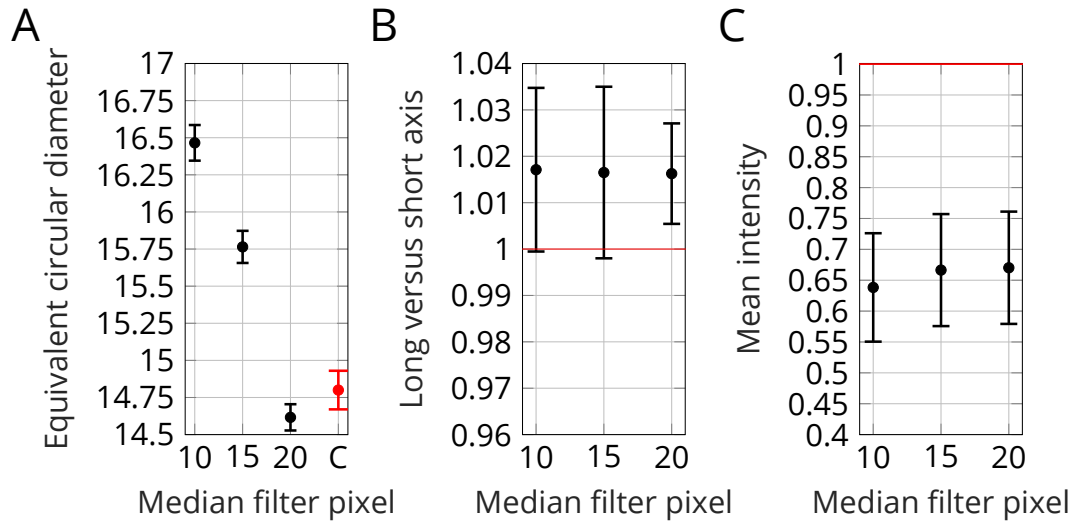 A
Equivalent circular diameter
17
16.75
16.5
16.25
16
15.75
15.5
15.25
15
14.75
14.5
10 15 20 C
Median filter pixel
B
Long versus short axis
1.04
1.03
1.02
1.01
1
0.99
0.98
0.97
0.96
10 15 20
Median filter pixel
C
Mean intensity
1
0.95
0.9
0.85
0.8
0.75
0.7
0.65
0.6
0.55
0.5
0.45
0.4
10 15 20
Median filter pixel